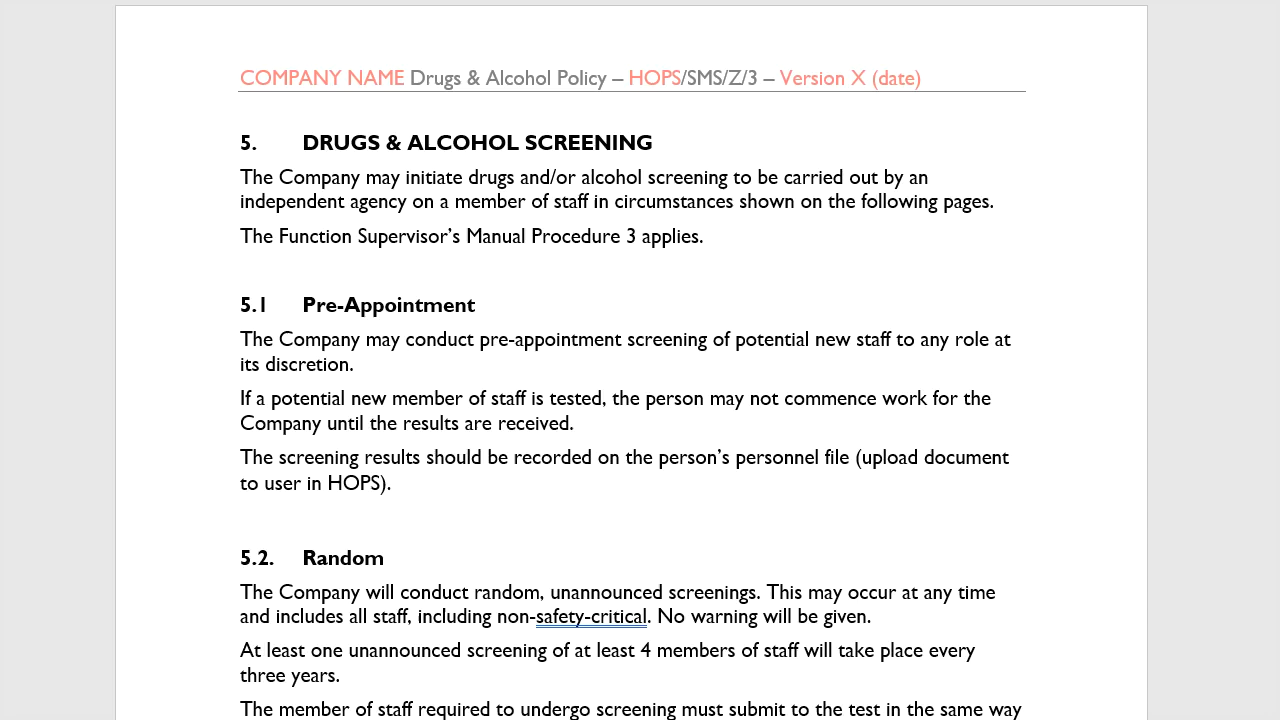 COMPANY NAME Drugs & Alcohol Policy – HOPS/SMS/Z/3 – Version X (date)
5. DRUGS & ALCOHOL SCREENING
The Company may initiate drugs and/or alcohol screening to be carried out by an
independent agency on a member of staff in circumstances shown on the following pages.
The Function Supervisor’s Manual Procedure 3 applies.
5.1 Pre-Appointment
The Company may conduct pre-appointment screening of potential new staff to any role at
its discretion.
If a potential new member of staff is tested, the person may not commence work for the
Company until the results are received.
The screening results should be recorded on the person’s personnel file (upload document
to user in HOPS).
5.2. Random
The Company will conduct random, unannounced screenings. This may occur at any time
and includes all staff, including non-safety-critical. No warning will be given.
At least one unannounced screening of at least 4 members of staff will take place every
three years.
The member of staff required to undergo screening must submit to the test in the same way